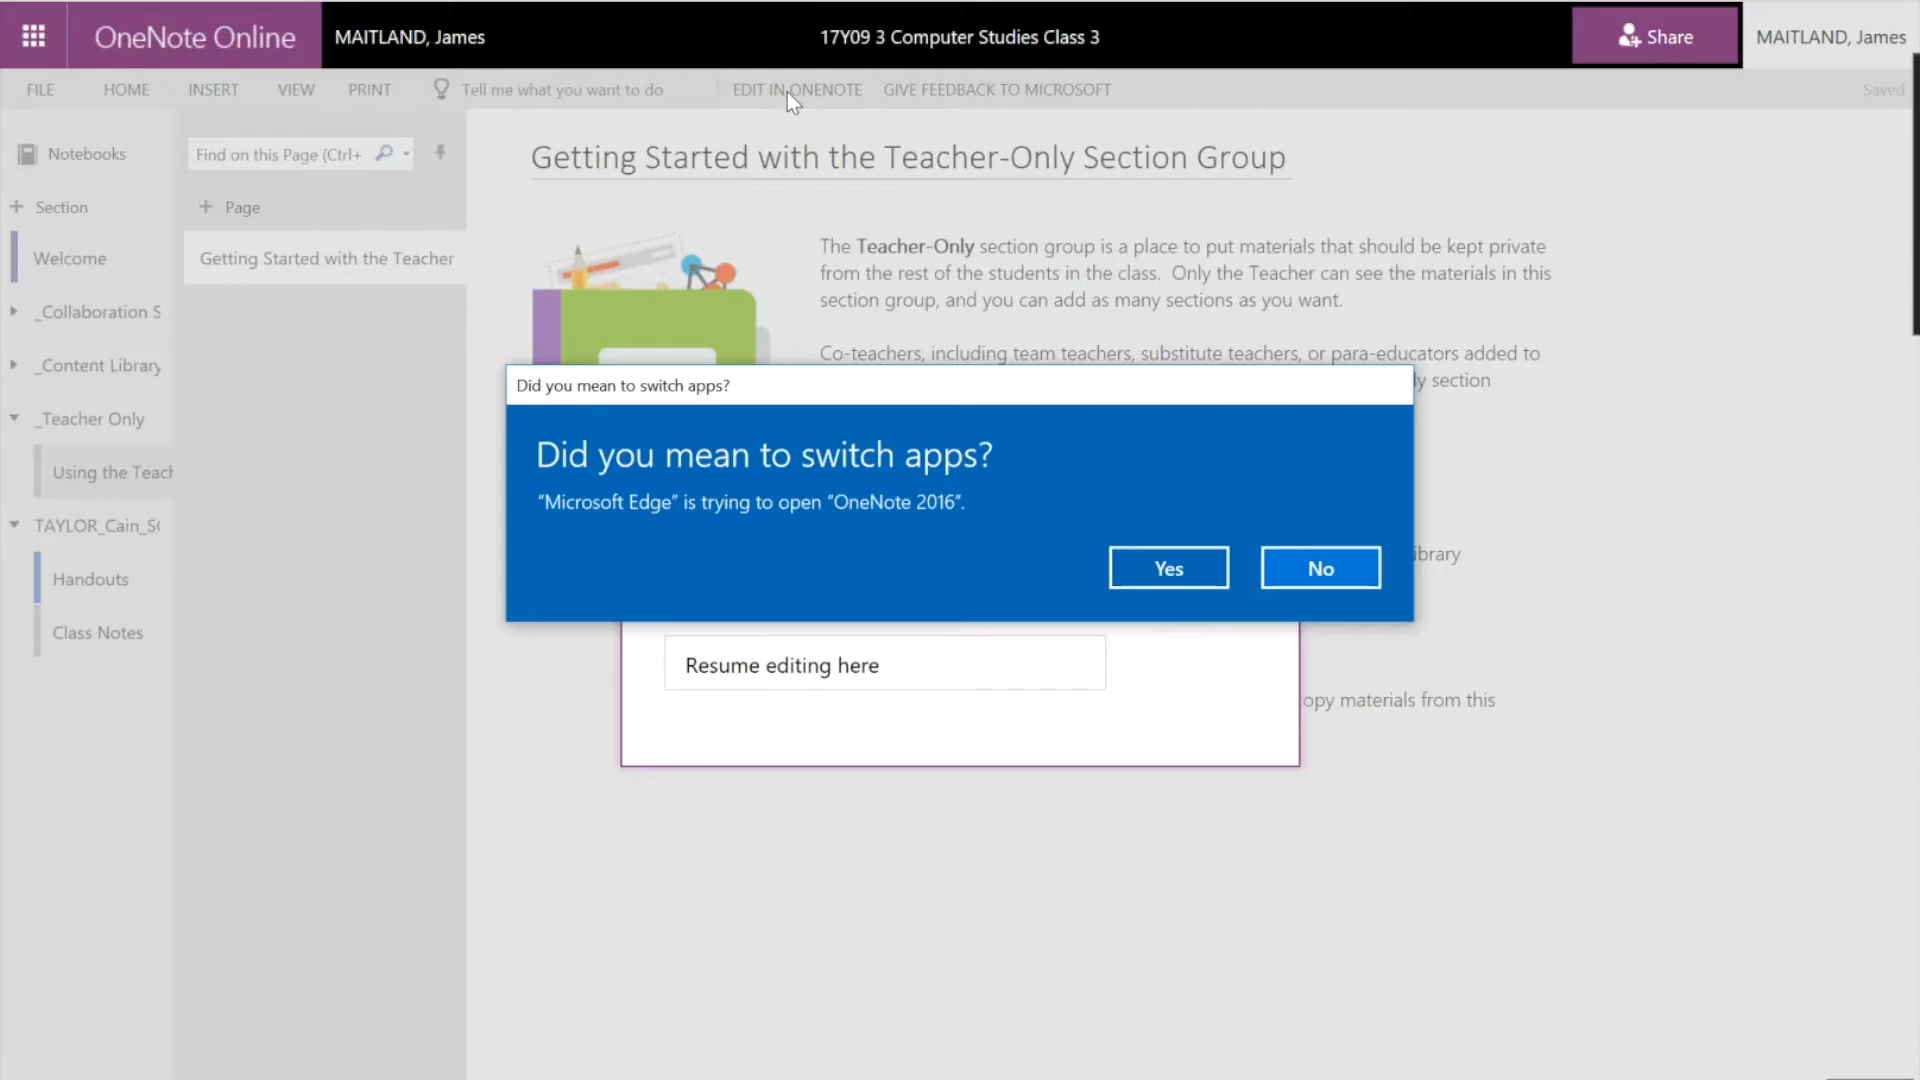 OneNote Online
MAITLAND, James
17Y09 3 Computer Studies Class 3
Share
MAITLAND, James
FILE
HOME
INSERT
VIEW
PRINT
Tell me what you want to do
EDIT IN ONENOTE
GIVE FEEDBACK TO MICROSOFT
Saved
Notebooks
+ Section
Welcome
_Collaboration S
_Content Library
_Teacher Only
Using the Teach
TAYLOR_Cain_S
Handouts
Class Notes
Find on this Page (Ctrl+
+ Page
Getting Started with the Teacher
Getting Started with the Teacher-Only Section Group
The Teacher-Only section group is a place to put materials that should be kept private
from the rest of the students in the class. Only the Teacher can see the materials in this
section group, and you can add as many sections as you want.
Co-teachers, including team teachers, substitute teachers, or para-educators added to
ly section
Did you mean to switch apps?
Did you mean to switch apps?
“Microsoft Edge” is trying to open “OneNote 2016”.
Yes
No
ibrary
Resume editing here
opy materials from this